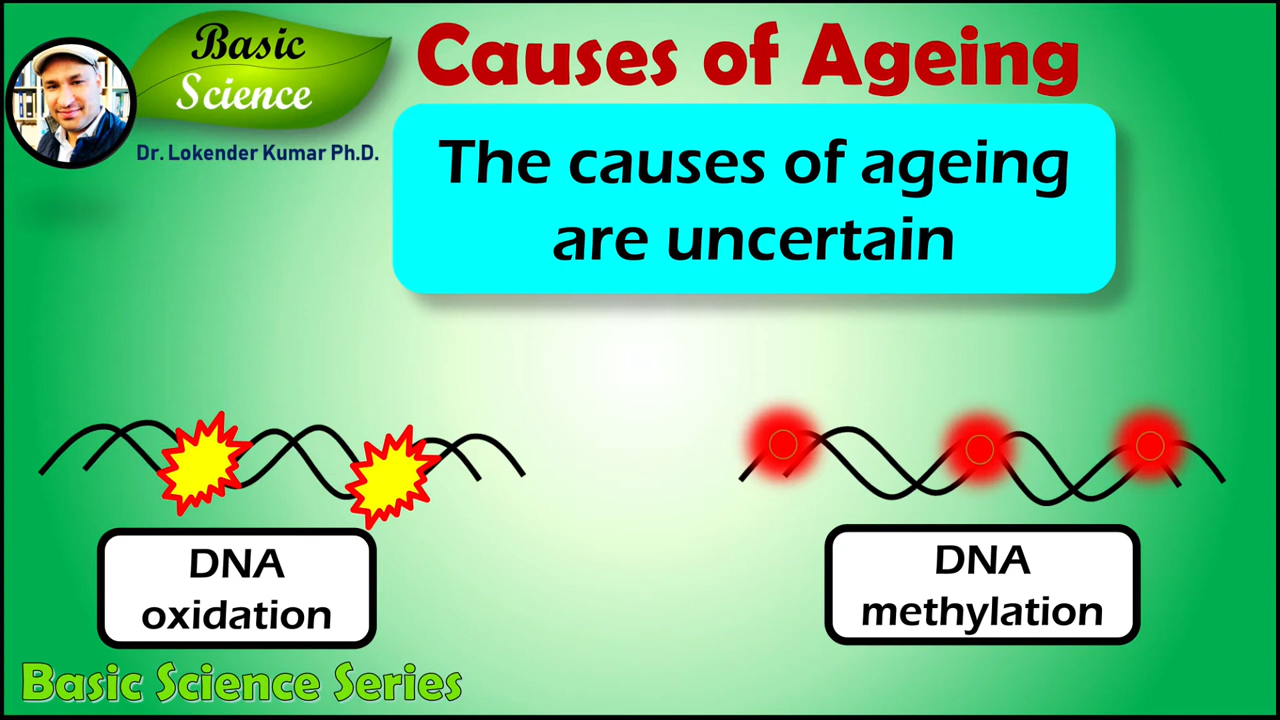 Basic
Science
Dr. Lokender Kumar Ph.D.
Causes of Ageing
The causes of ageing
are uncertain
DNA
oxidation
DNA
methylation
Basic Science Series